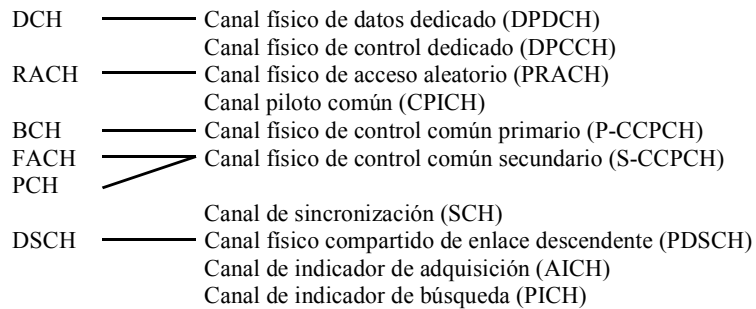 DCH Canal físico de datos dedicado (DPDCH)
Canal físico de control dedicado (DPCCH)
RACH Canal físico de acceso aleatorio (PRACH)
Canal piloto común (CPICH)
BCH Canal físico de control común primario (P-CCPCH)
FACH Canal físico de control común secundario (S-CCPCH)
PCH
Canal de sincronización (SCH)
DSCH Canal físico compartido de enlace descendente (PDSCH)
Canal de indicador de adquisición (AICH)
Canal de indicador de búsqueda (PICH)